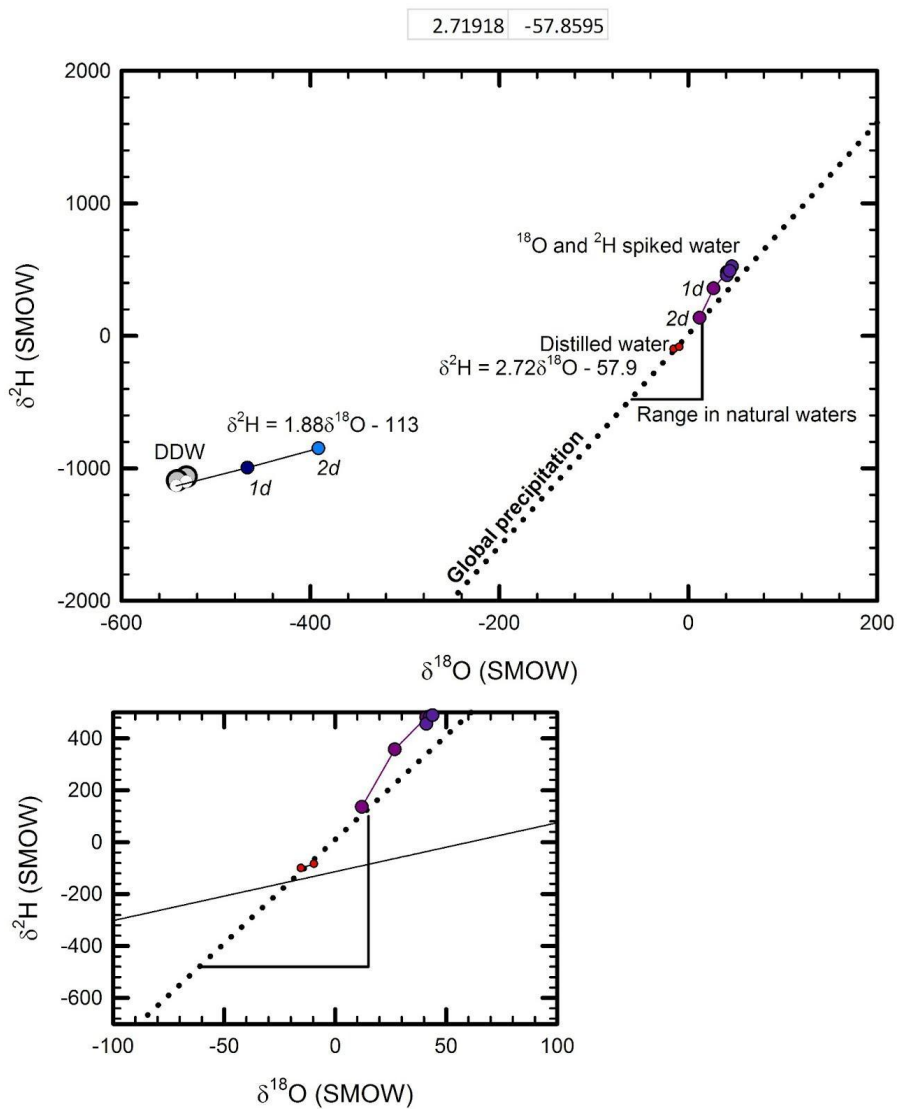 2.71918 -57.8595
2000
1000
0
-1000
-2000
δ²H (SMOW)
¹⁸O and ²H spiked water
1d
2d
Distilled water
δ²H = 2.72δ¹⁸O - 57.9
Range in natural waters
δ²H = 1.88δ¹⁸O - 113
DDW
1d
2d
Global precipitation
-600 -400 -200 0 200
δ¹⁸O (SMOW)
400
200
0
-200
-400
-600
δ²H (SMOW)
-100 -50 0 50 100
δ¹⁸O (SMOW)